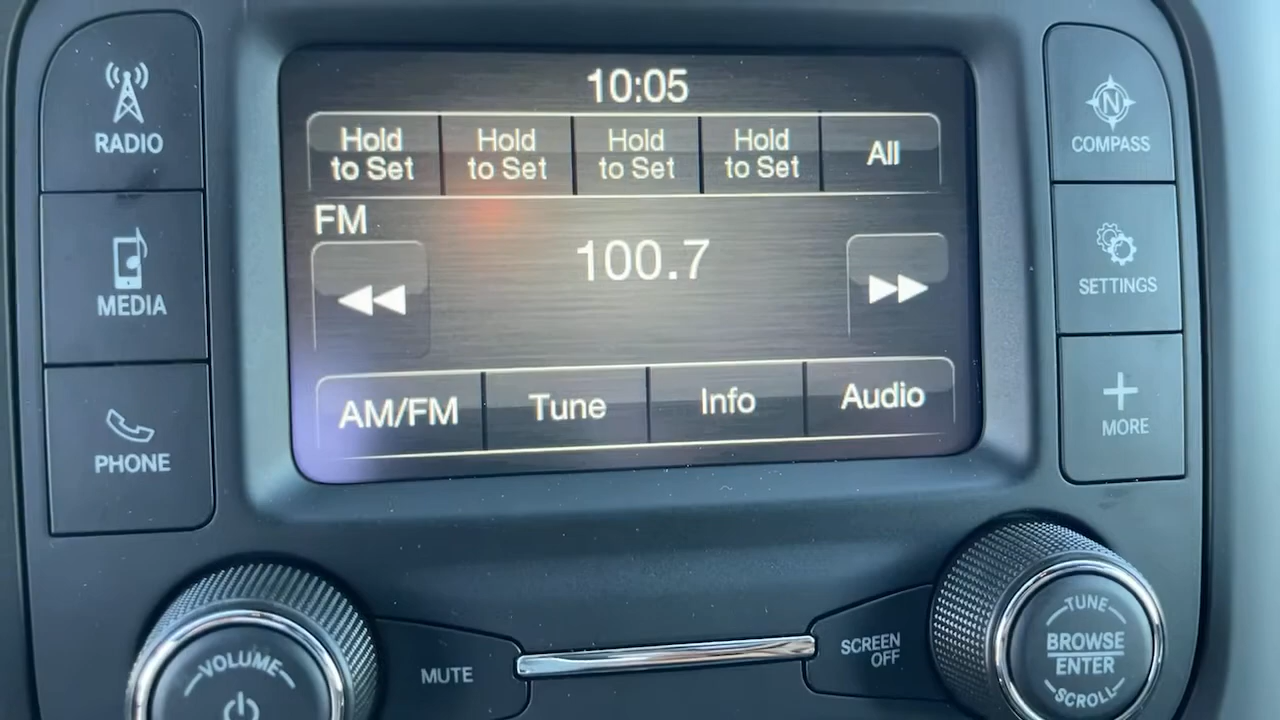 10:05
Hold
to Set
Hold
to Set
Hold
to Set
Hold
to Set
All
FM
100.7
AM/FM
Tune
Info
Audio
RADIO
MEDIA
PHONE
N
COMPASS
SETTINGS
MORE
VOLUME
MUTE
SCREEN
OFF
TUNE
BROWSE
ENTER
SCROLL